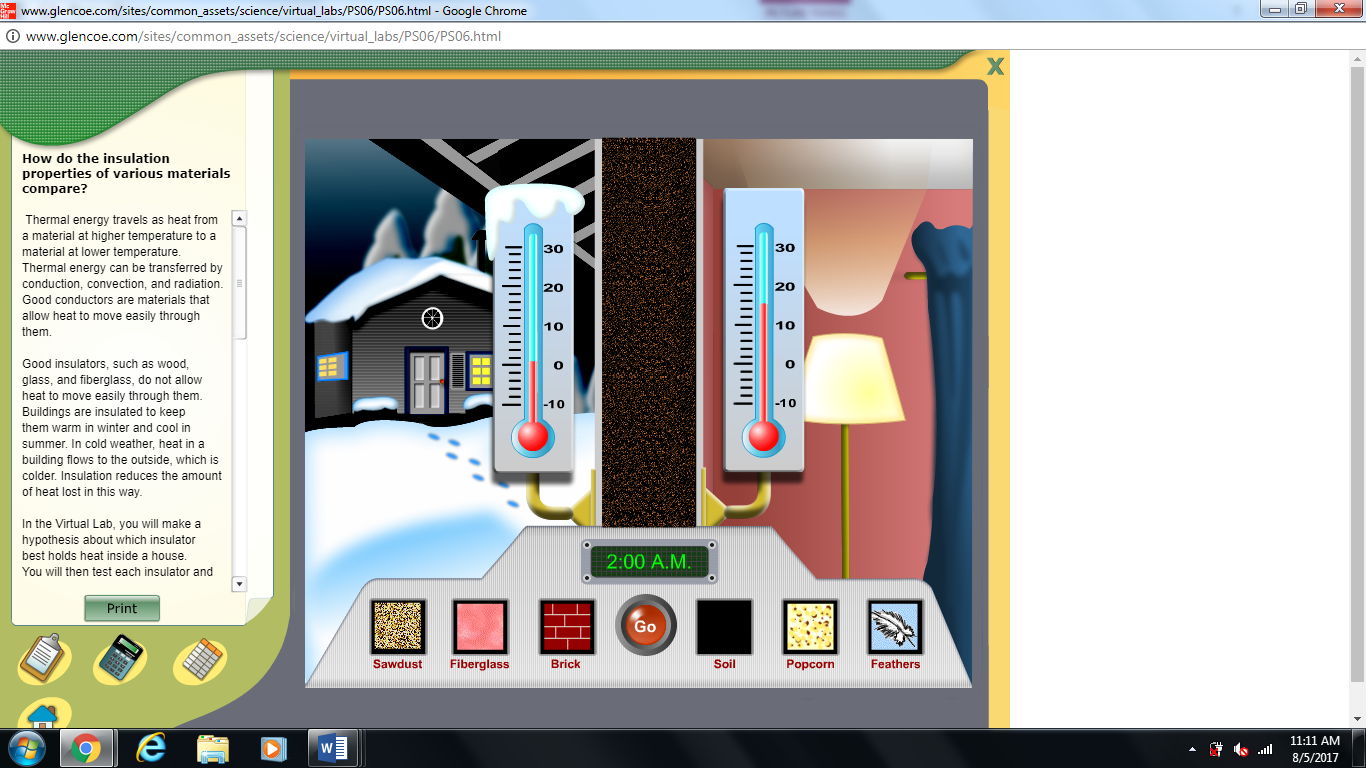 Mc
Graw
Hill
www.glencoe.com/sites/common_assets/science/virtual_labs/PS06/PS06.html - Google Chrome
www.glencoe.com/sites/common_assets/science/virtual_labs/PS06/PS06.html
X
How do the insulation
properties of various materials
compare?
Thermal energy travels as heat from
a material at higher temperature to a
material at lower temperature.
Thermal energy can be transferred by
conduction, convection, and radiation.
Good conductors are materials that
allow heat to move easily through
them.
Good insulators, such as wood,
glass, and fiberglass, do not allow
heat to move easily through them.
Buildings are insulated to keep
them warm in winter and cool in
summer. In cold weather, heat in a
building flows to the outside, which is
colder. Insulation reduces the amount
of heat lost in this way.
In the Virtual Lab, you will make a
hypothesis about which insulator
best holds heat inside a house.
You will then test each insulator and
Print
30
20
10
0
-10
30
20
10
0
-10
2:00 A.M.
Go
Sawdust Fiberglass Brick Soil Popcorn Feathers
11:11 AM
8/5/2017